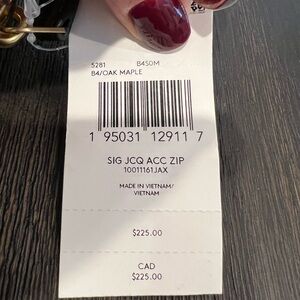 5281 B4S0M
B4/OAK MAPLE
1 95031 12911 7
SIG JCQ ACC ZIP
10011161JAX
MADE IN VIETNAM/
VIETNAM
$225.00
CAD
$225.00